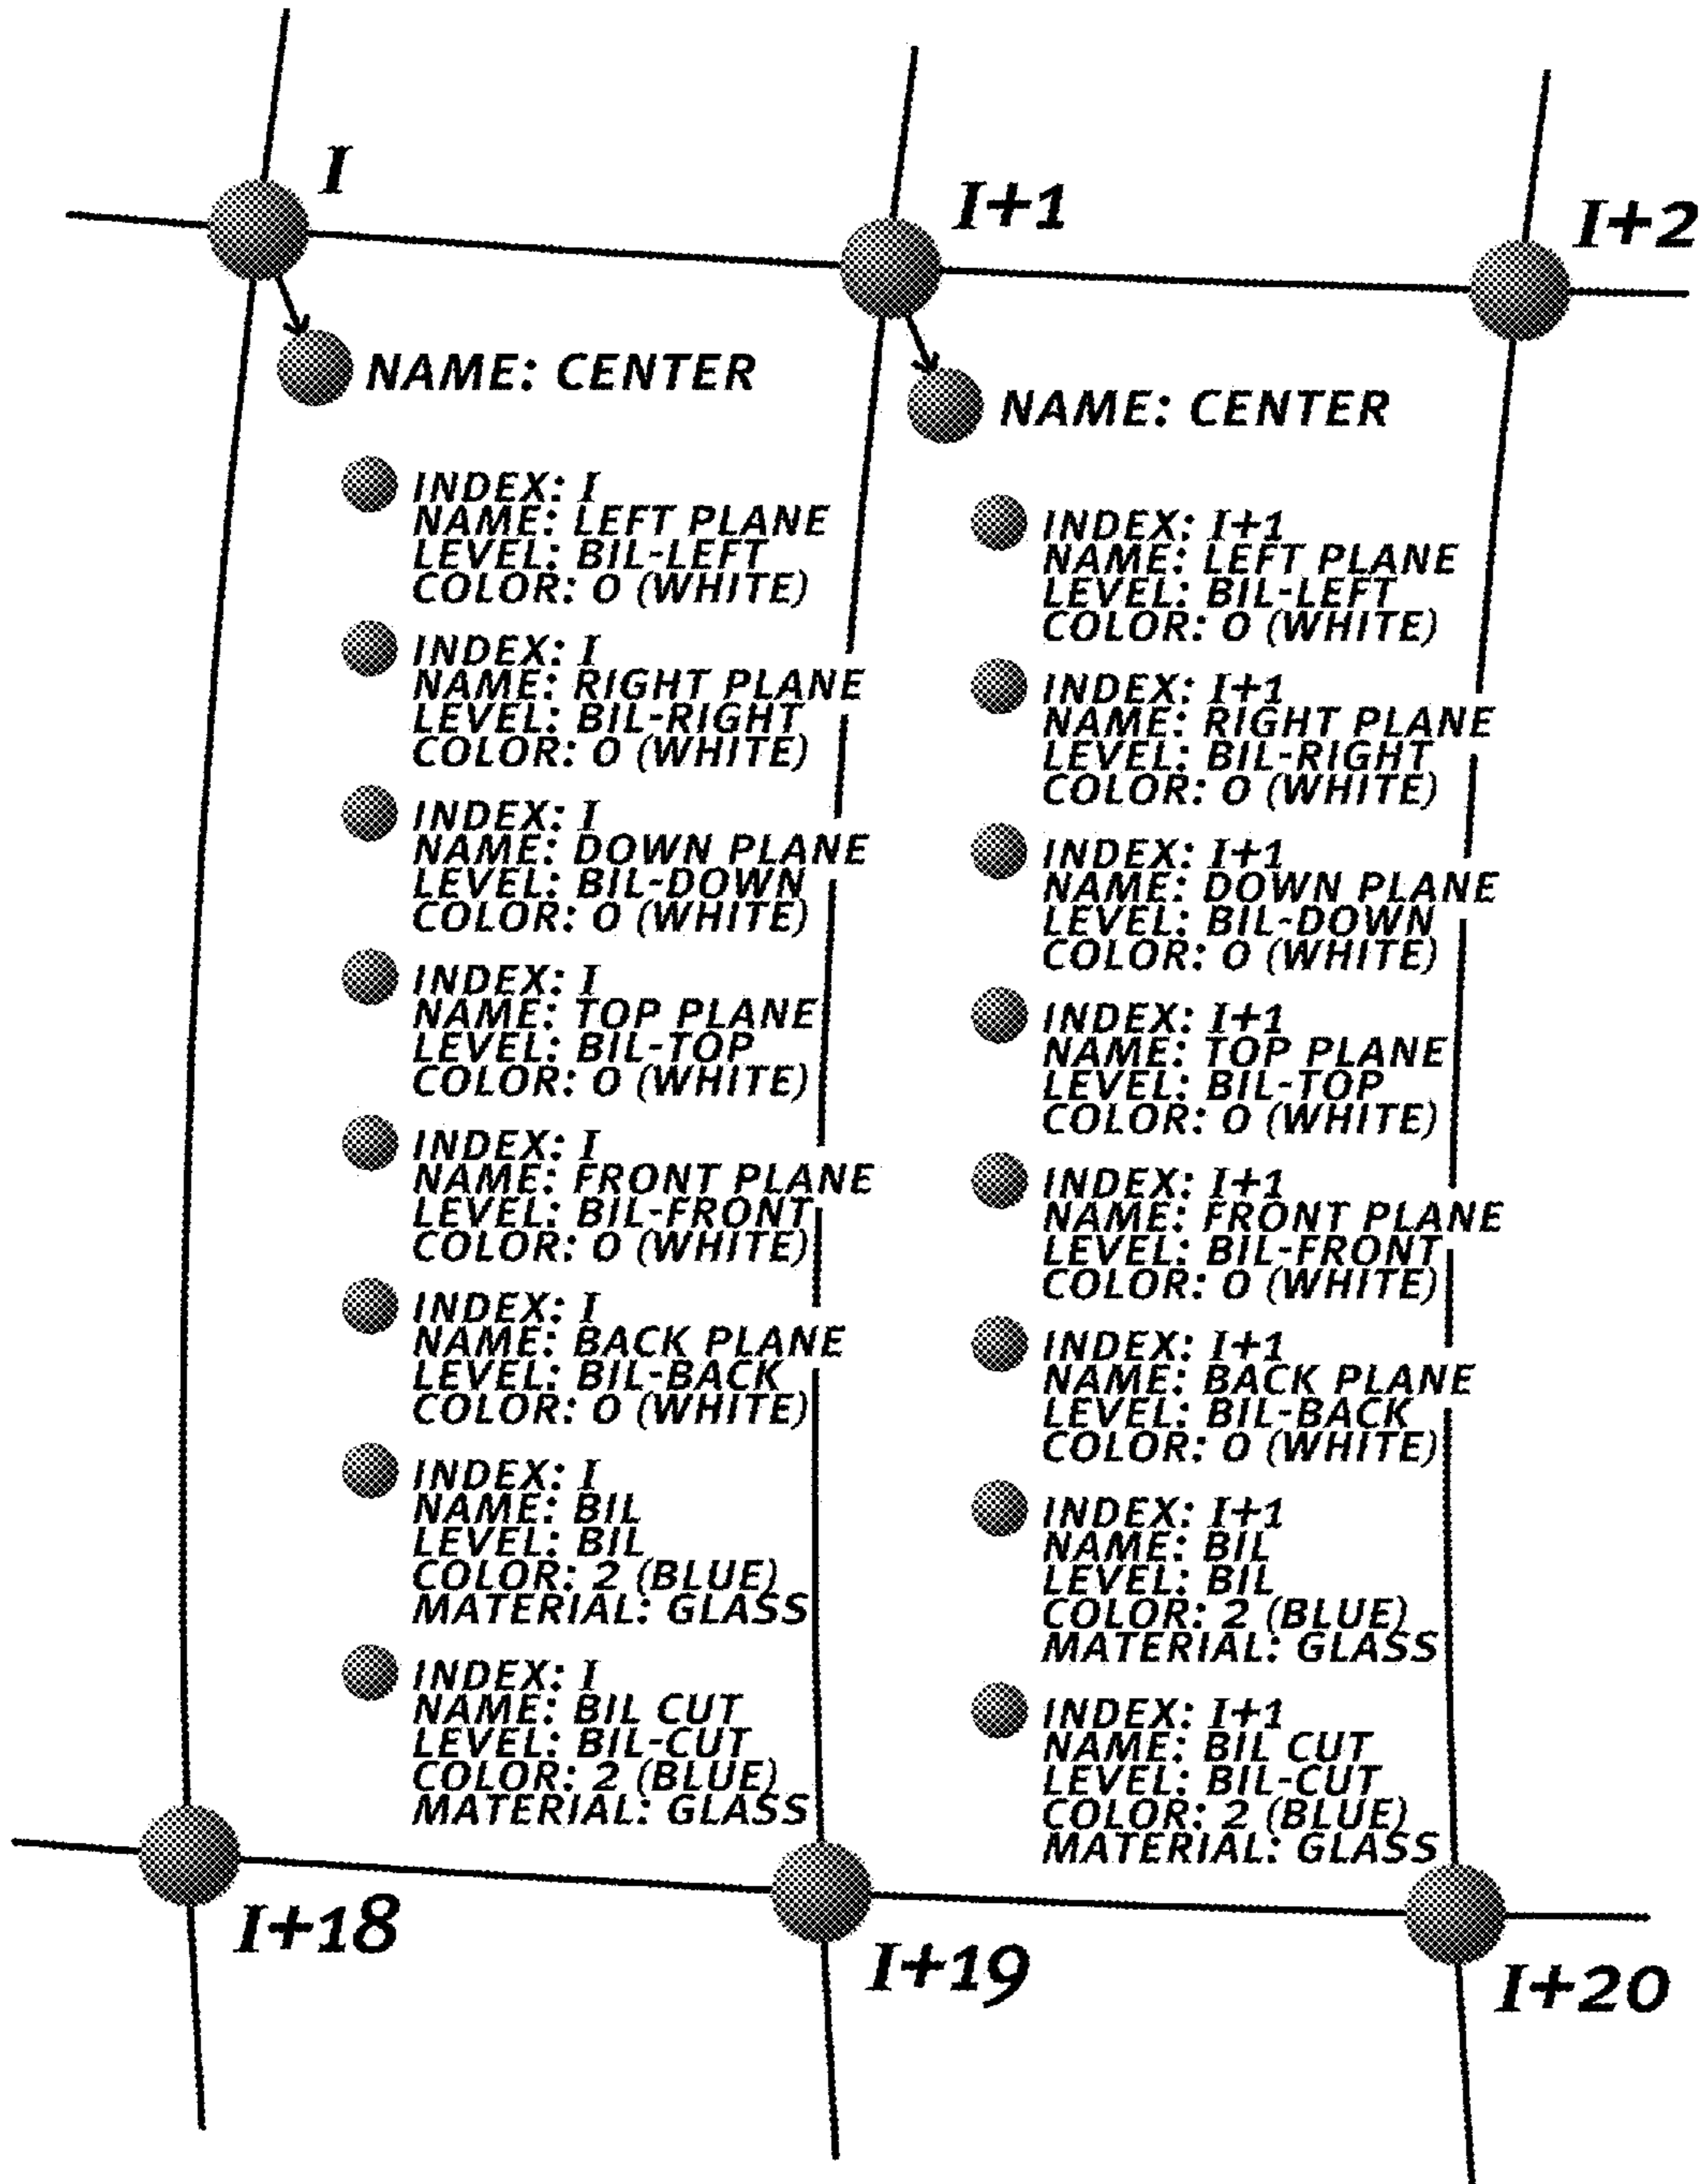 I
I+1
I+2
NAME: CENTER
INDEX: I
NAME: LEFT PLANE
LEVEL: BIL-LEFT
COLOR: 0 (WHITE)
INDEX: I
NAME: RIGHT PLANE
LEVEL: BIL-RIGHT
COLOR: 0 (WHITE)
INDEX: I
NAME: DOWN PLANE
LEVEL: BIL-DOWN
COLOR: 0 (WHITE)
INDEX: I
NAME: TOP PLANE
LEVEL: BIL-TOP
COLOR: 0 (WHITE)
INDEX: I
NAME: FRONT PLANE
LEVEL: BIL-FRONT
COLOR: 0 (WHITE)
INDEX: I
NAME: BACK PLANE
LEVEL: BIL-BACK
COLOR: 0 (WHITE)
INDEX: I
NAME: BIL
LEVEL: BIL
COLOR: 2 (BLUE)
MATERIAL: GLASS
INDEX: I
NAME: BIL CUT
LEVEL: BIL-CUT
COLOR: 2 (BLUE)
MATERIAL: GLASS
NAME: CENTER
INDEX: I+1
NAME: LEFT PLANE
LEVEL: BIL-LEFT
COLOR: 0 (WHITE)
INDEX: I+1
NAME: RIGHT PLANE
LEVEL: BIL-RIGHT
COLOR: 0 (WHITE)
INDEX: I+1
NAME: DOWN PLANE
LEVEL: BIL-DOWN
COLOR: 0 (WHITE)
INDEX: I+1
NAME: TOP PLANE
LEVEL: BIL-TOP
COLOR: 0 (WHITE)
INDEX: I+1
NAME: FRONT PLANE
LEVEL: BIL-FRONT
COLOR: 0 (WHITE)
INDEX: I+1
NAME: BACK PLANE
LEVEL: BIL-BACK
COLOR: 0 (WHITE)
INDEX: I+1
NAME: BIL
LEVEL: BIL
COLOR: 2 (BLUE)
MATERIAL: GLASS
INDEX: I+1
NAME: BIL CUT
LEVEL: BIL-CUT
COLOR: 2 (BLUE)
MATERIAL: GLASS
I+18
I+19
I+20